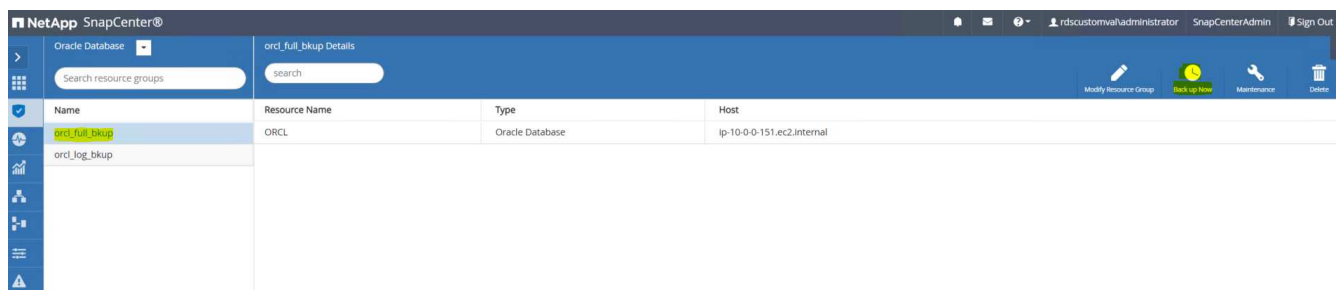 NetApp SnapCenter®
rdscustomval\administrator SnapCenterAdmin Sign Out
Oracle Database
orcl_full_bkup Details
Search resource groups
search
Modify Resource Group Back up Now Maintenance Delete
Name
Resource Name Type Host
orcl_full_bkup
ORCL Oracle Database ip-10-0-0-151.ec2.internal
orcl_log_bkup